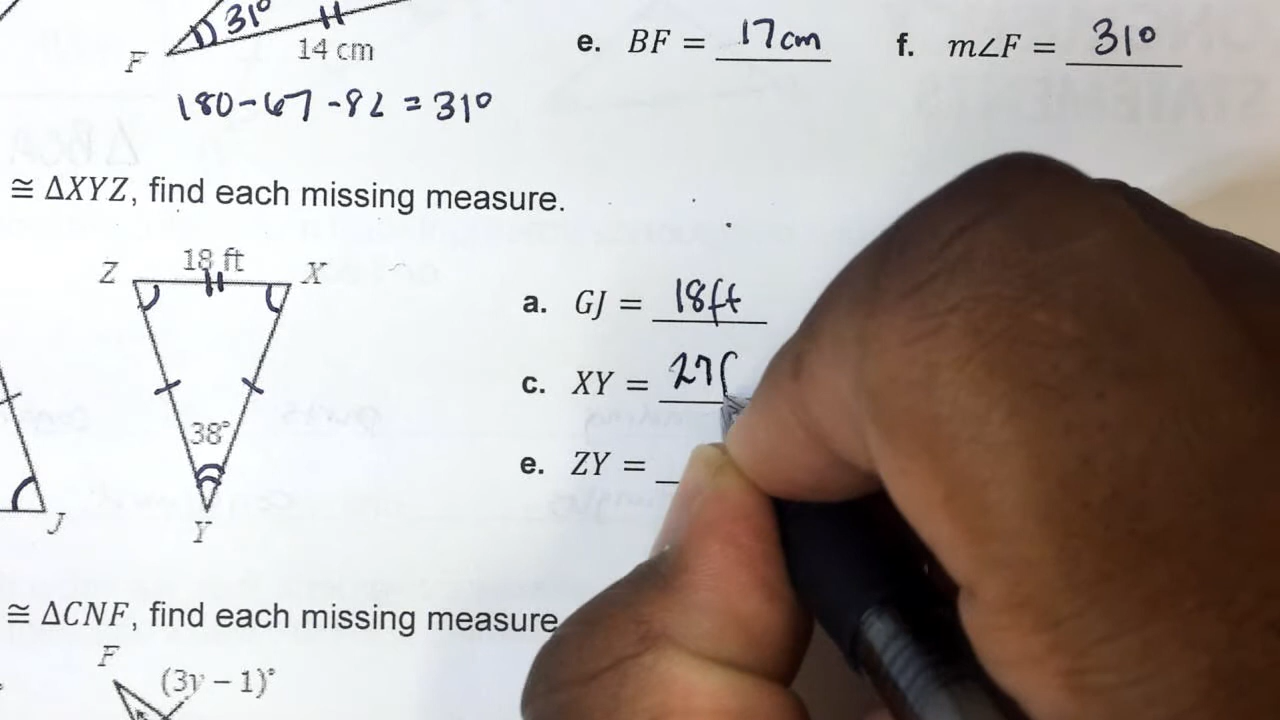 31°
F
14 cm
180-67-82 = 31°
e. BF = 17cm
f. m∠F = 31°
≅ ΔXYZ, find each missing measure.
Z
18 ft
X
38°
Y
J
a. GJ = 18ft
c. XY = 27f
e. ZY =
≅ ΔCNF, find each missing measure
F
(3y – 1)°